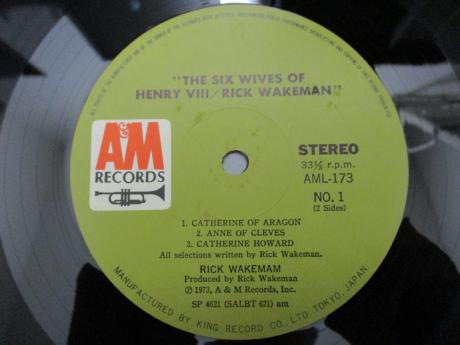 "THE SIX WIVES OF
HENRY VIII/RICK WAKEMAN"
A&M
RECORDS
STEREO
33⅓ r.p.m.
AML-173
NO. 1
(2 Sides)
1. CATHERINE OF ARAGON
2. ANNE OF CLEVES
3. CATHERINE HOWARD
All selections written by Rick Wakeman.
RICK WAKEMAM
Produced by Rick Wakeman
℗ 1973, A & M Records, Inc.
SP 4621 (SALBT 621) am
MANUFACTURED BY KING RECORD CO., LTD TOKYO, JAPAN